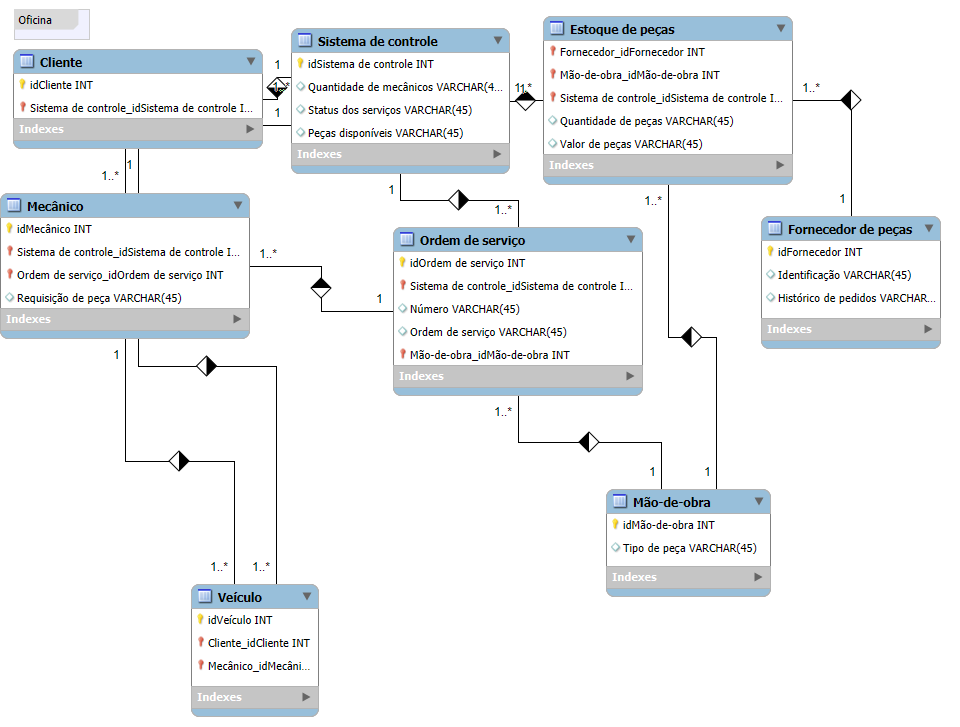 Oficina
Cliente
idCliente INT
Sistema de controle_idSistema de controle I...
Indexes
Sistema de controle
idSistema de controle INT
Quantidade de mecânicos VARCHAR(4...
Status dos serviços VARCHAR(45)
Peças disponíveis VARCHAR(45)
Indexes
Estoque de peças
Fornecedor_idFornecedor INT
Mão-de-obra_idMão-de-obra INT
Sistema de controle_idSistema de controle I...
Quantidade de peças VARCHAR(45)
Valor de peças VARCHAR(45)
Indexes
1
1..*
1
1..*
1
1..*
1
1..*
1
Mecânico
idMecânico INT
Sistema de controle_idSistema de controle I...
Ordem de serviço_idOrdem de serviço INT
Requisição de peça VARCHAR(45)
Indexes
1
1..*
1..*
1
Ordem de serviço
idOrdem de serviço INT
Sistema de controle_idSistema de controle I...
Número VARCHAR(45)
Ordem de serviço VARCHAR(45)
Mão-de-obra_idMão-de-obra INT
Indexes
1..*
1
Fornecedor de peças
idFornecedor INT
Identificação VARCHAR(45)
Histórico de pedidos VARCHAR...
Indexes
1
1..*
1
1
1..*
1..*
Mão-de-obra
idMão-de-obra INT
Tipo de peça VARCHAR(45)
Indexes
Veículo
idVeículo INT
Cliente_idCliente INT
Mecânico_idMecâni...
Indexes